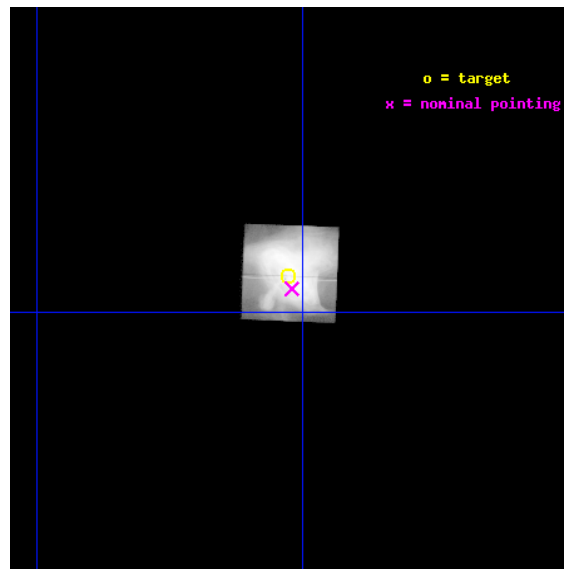 o = target
x = nominal pointing